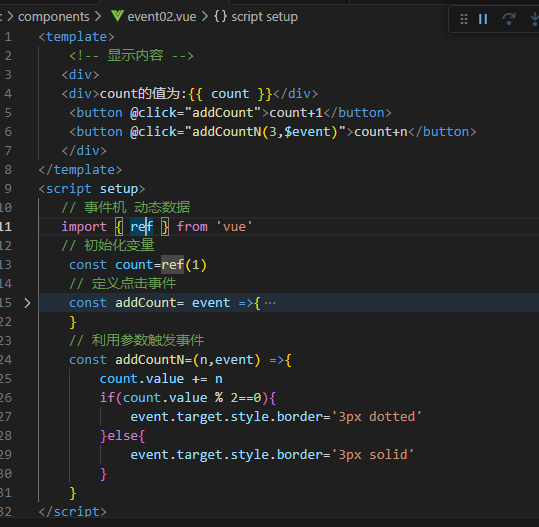 components > event02.vue > {} script setup
1 <template>
2 <!-- 显示内容 -->
3 <div>
4 <div>count的值为:{{ count }}</div>
5 <button @click="addCount">count+1</button>
6 <button @click="addCountN(3,$event)">count+n</button>
7 </div>
8 </template>
9 <script setup>
10 // 事件机 动态数据
11 import { ref } from 'vue'
12 // 初始化变量
13 const count=ref(1)
14 // 定义点击事件
15 const addCount= event =>{…
22 }
23 // 利用参数触发事件
24 const addCountN=(n,event) =>{
25 count.value += n
26 if(count.value % 2==0){
27 event.target.style.border='3px dotted'
28 }else{
29 event.target.style.border='3px solid'
30 }
31 }
32 </script>